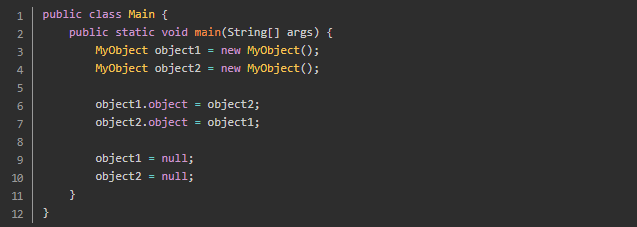 1 public class Main {
2     public static void main(String[] args) {
3         MyObject object1 = new MyObject();
4         MyObject object2 = new MyObject();
5
6         object1.object = object2;
7         object2.object = object1;
8
9         object1 = null;
10         object2 = null;
11     }
12 }